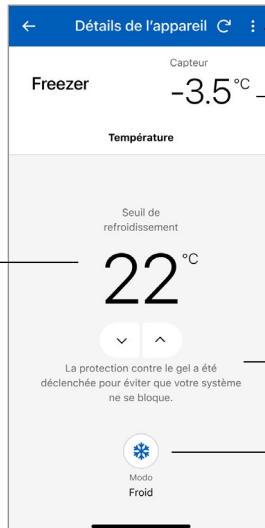 Détails de l'appareil
Capteur
Freezer
-3.5°C
Température
Seuil de
refroidissement
22°C
La protection contre le gel a été
déclenchée pour éviter que votre système
ne se bloque.
Modo
Froid